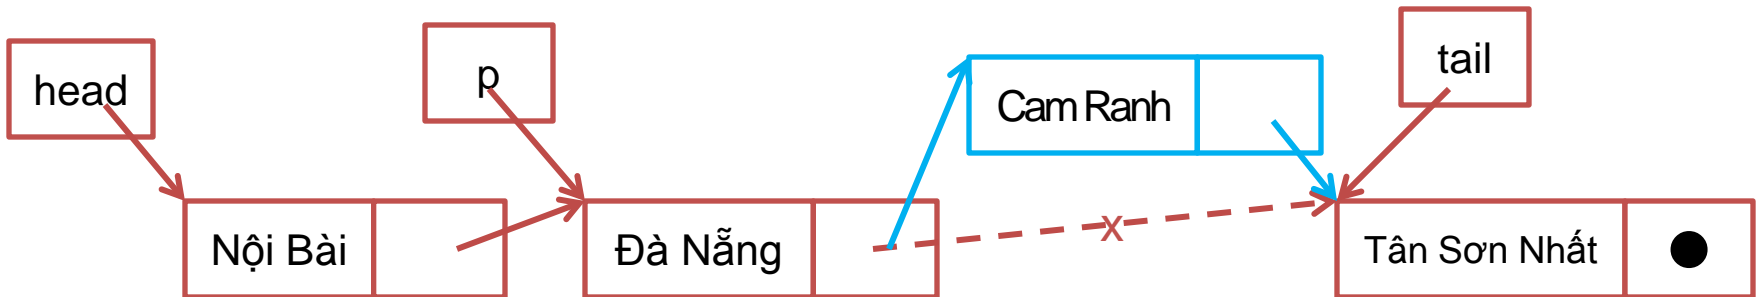 head
p
Cam Ranh
tail
Nội Bài
Đà Nẵng
x
Tân Sơn Nhất